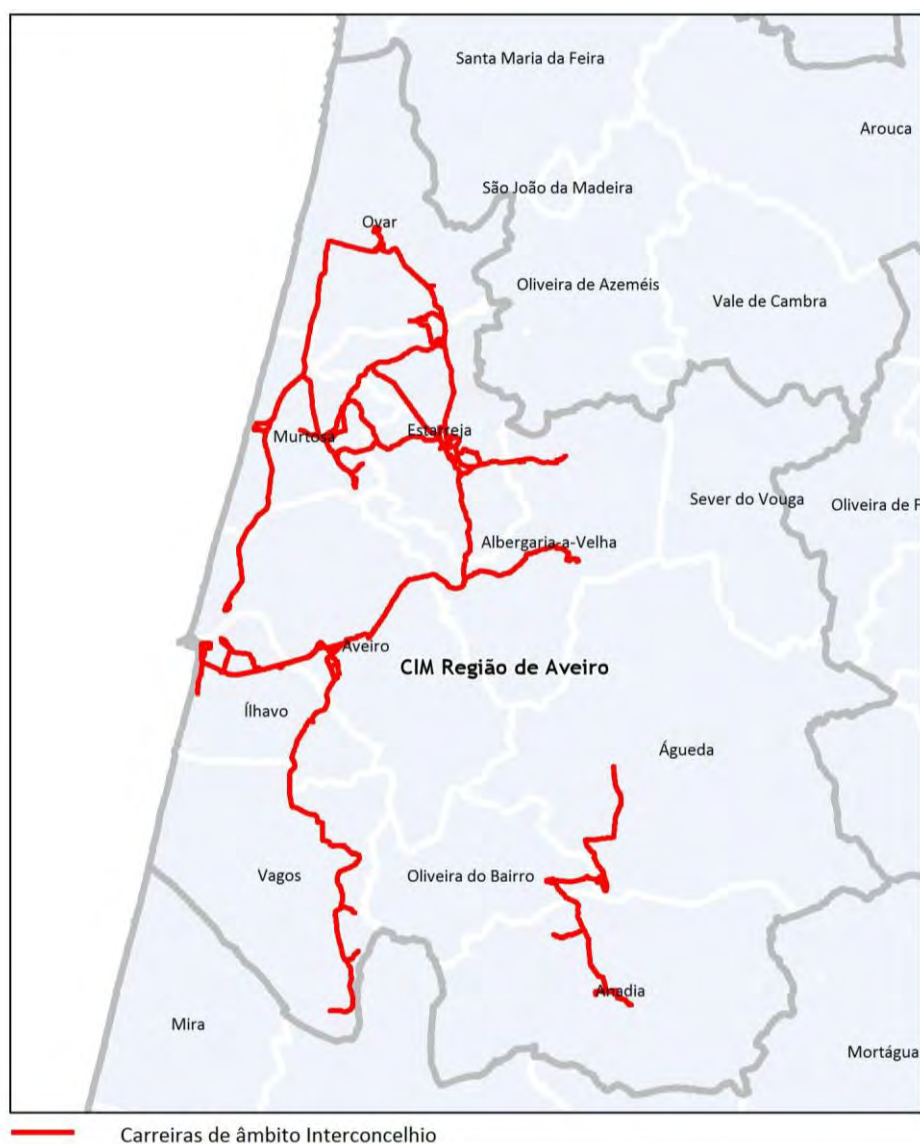 Santa Maria da Feira
Arouca
São João da Madeira
Ovar
Oliveira de Azeméis
Vale de Cambra
Murtosa
Estarreja
Sever do Vouga
Oliveira de F
Albergaria-a-Velha
Aveiro
CIM Região de Aveiro
Ílhavo
Águeda
Vagos
Oliveira do Bairro
Anadia
Mira
Mortágua
Carreiras de âmbito Interconcelhio